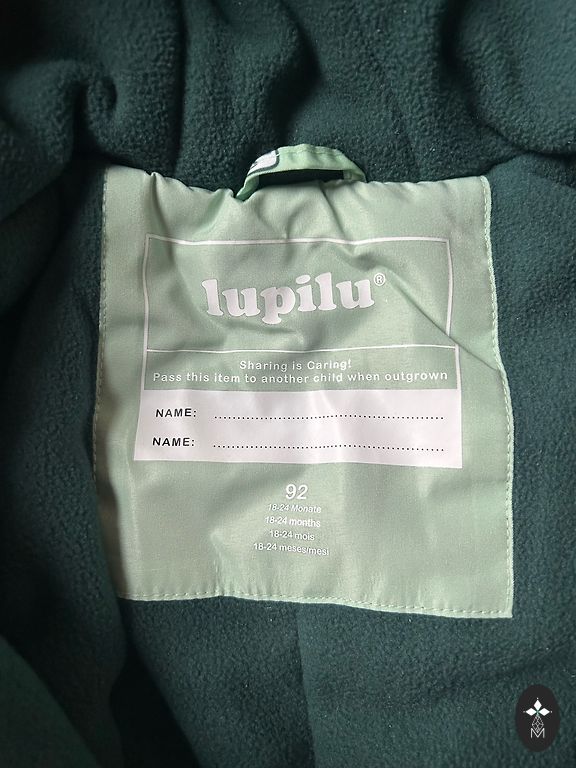 lupilu®
Sharing is Caring!
Pass this item to another child when outgrown
NAME: ........................................
NAME: ........................................
92
18-24 Monate
18-24 months
18-24 mois
18-24 meses/mesi
M